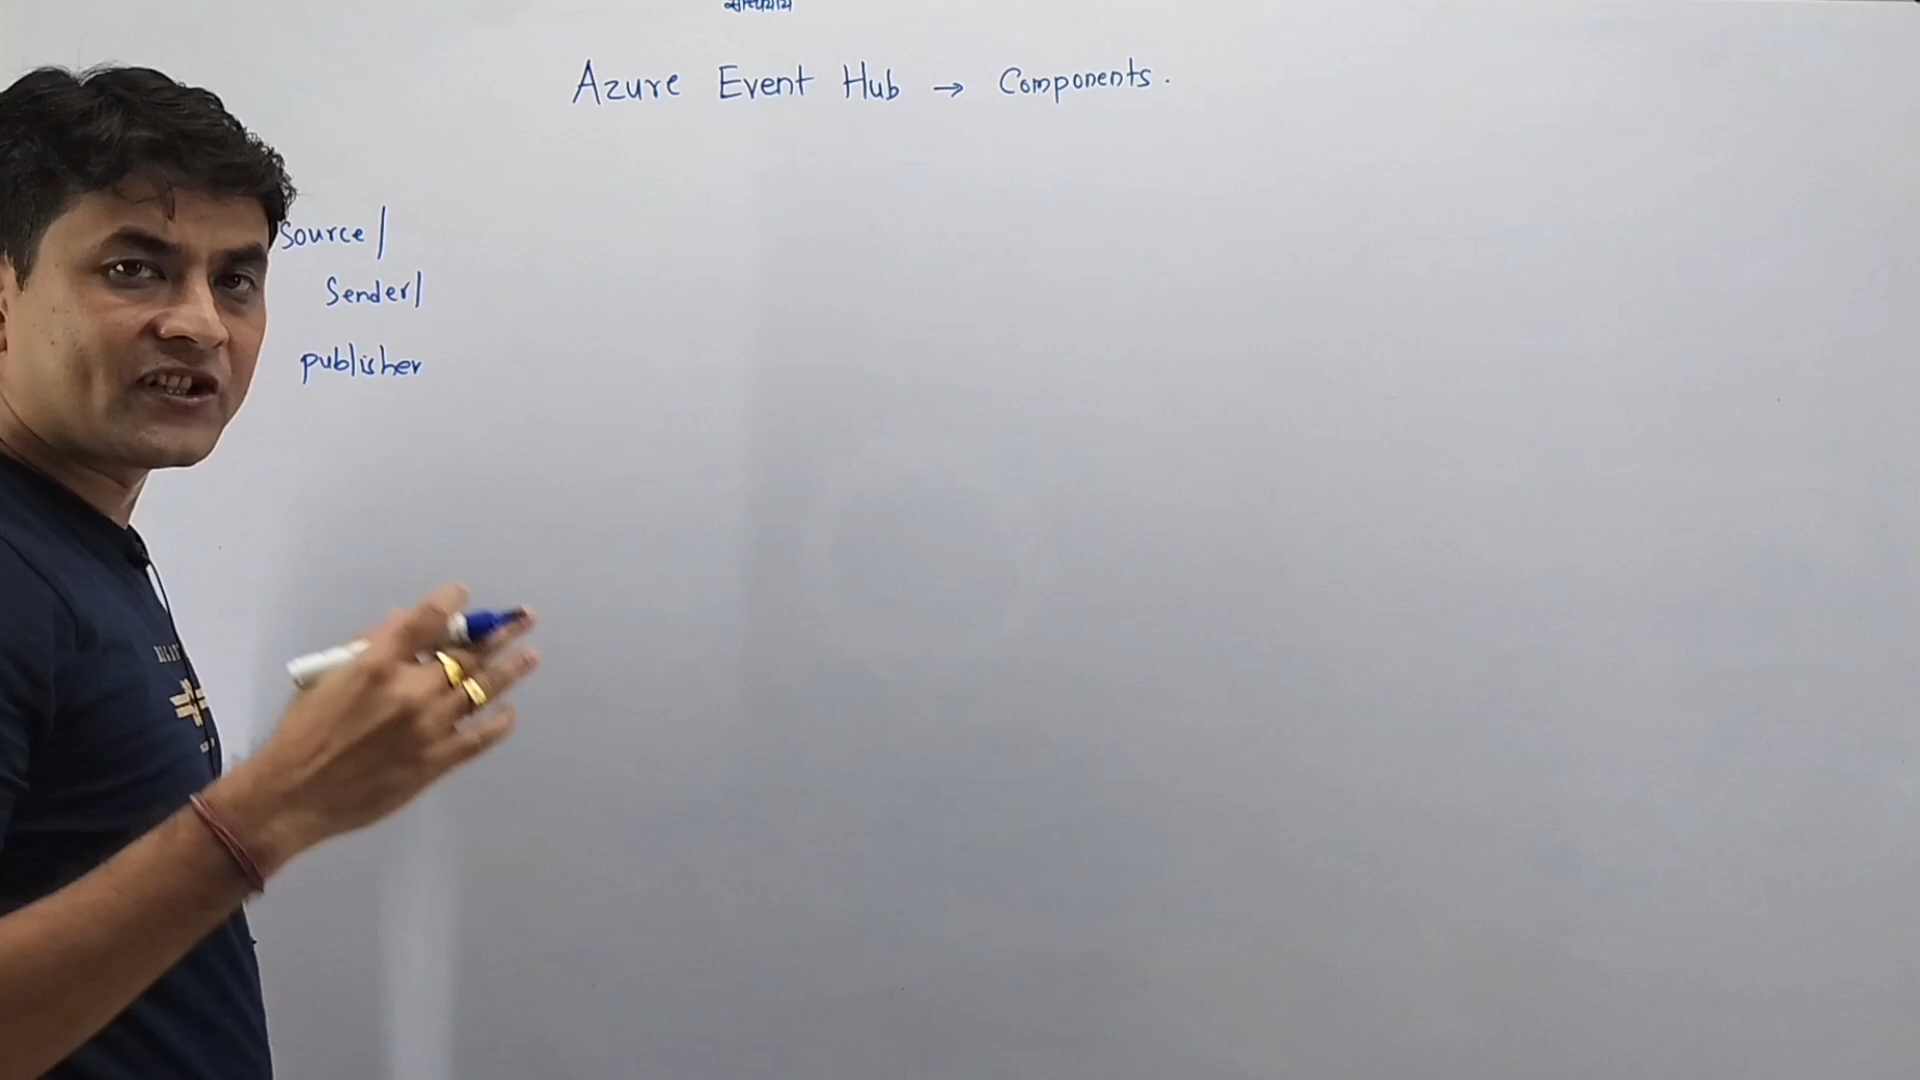 Azure Event Hub → Components.
Source /
Sender /
publisher